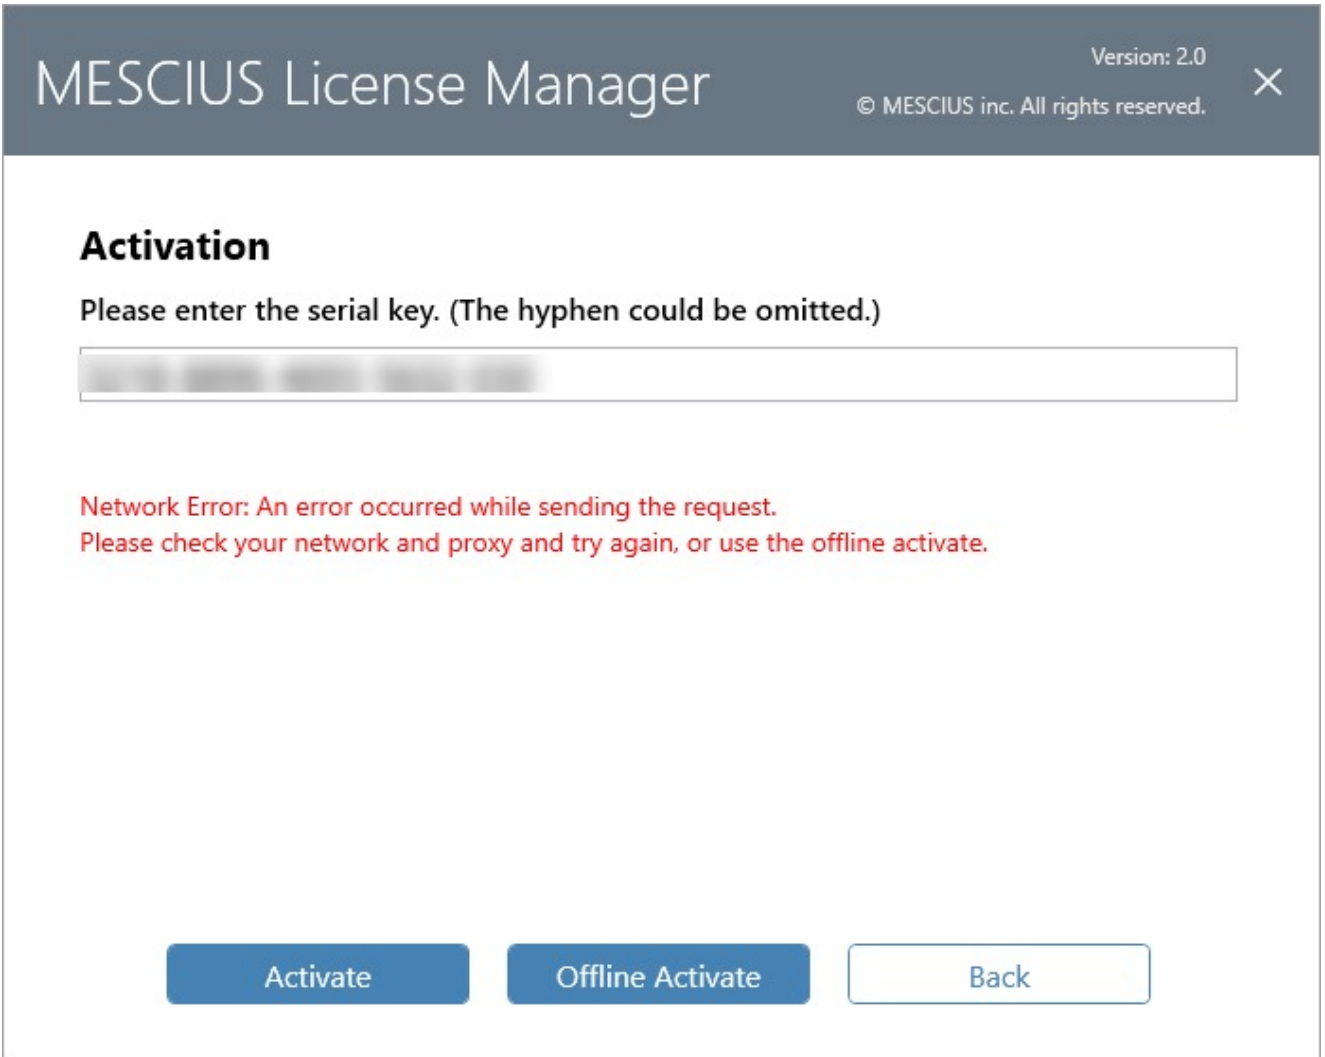 MESCIUS License Manager
Version: 2.0
© MESCIUS inc. All rights reserved.
Activation
Please enter the serial key. (The hyphen could be omitted.)
Network Error: An error occurred while sending the request.
Please check your network and proxy and try again, or use the offline activate.
Activate
Offline Activate
Back